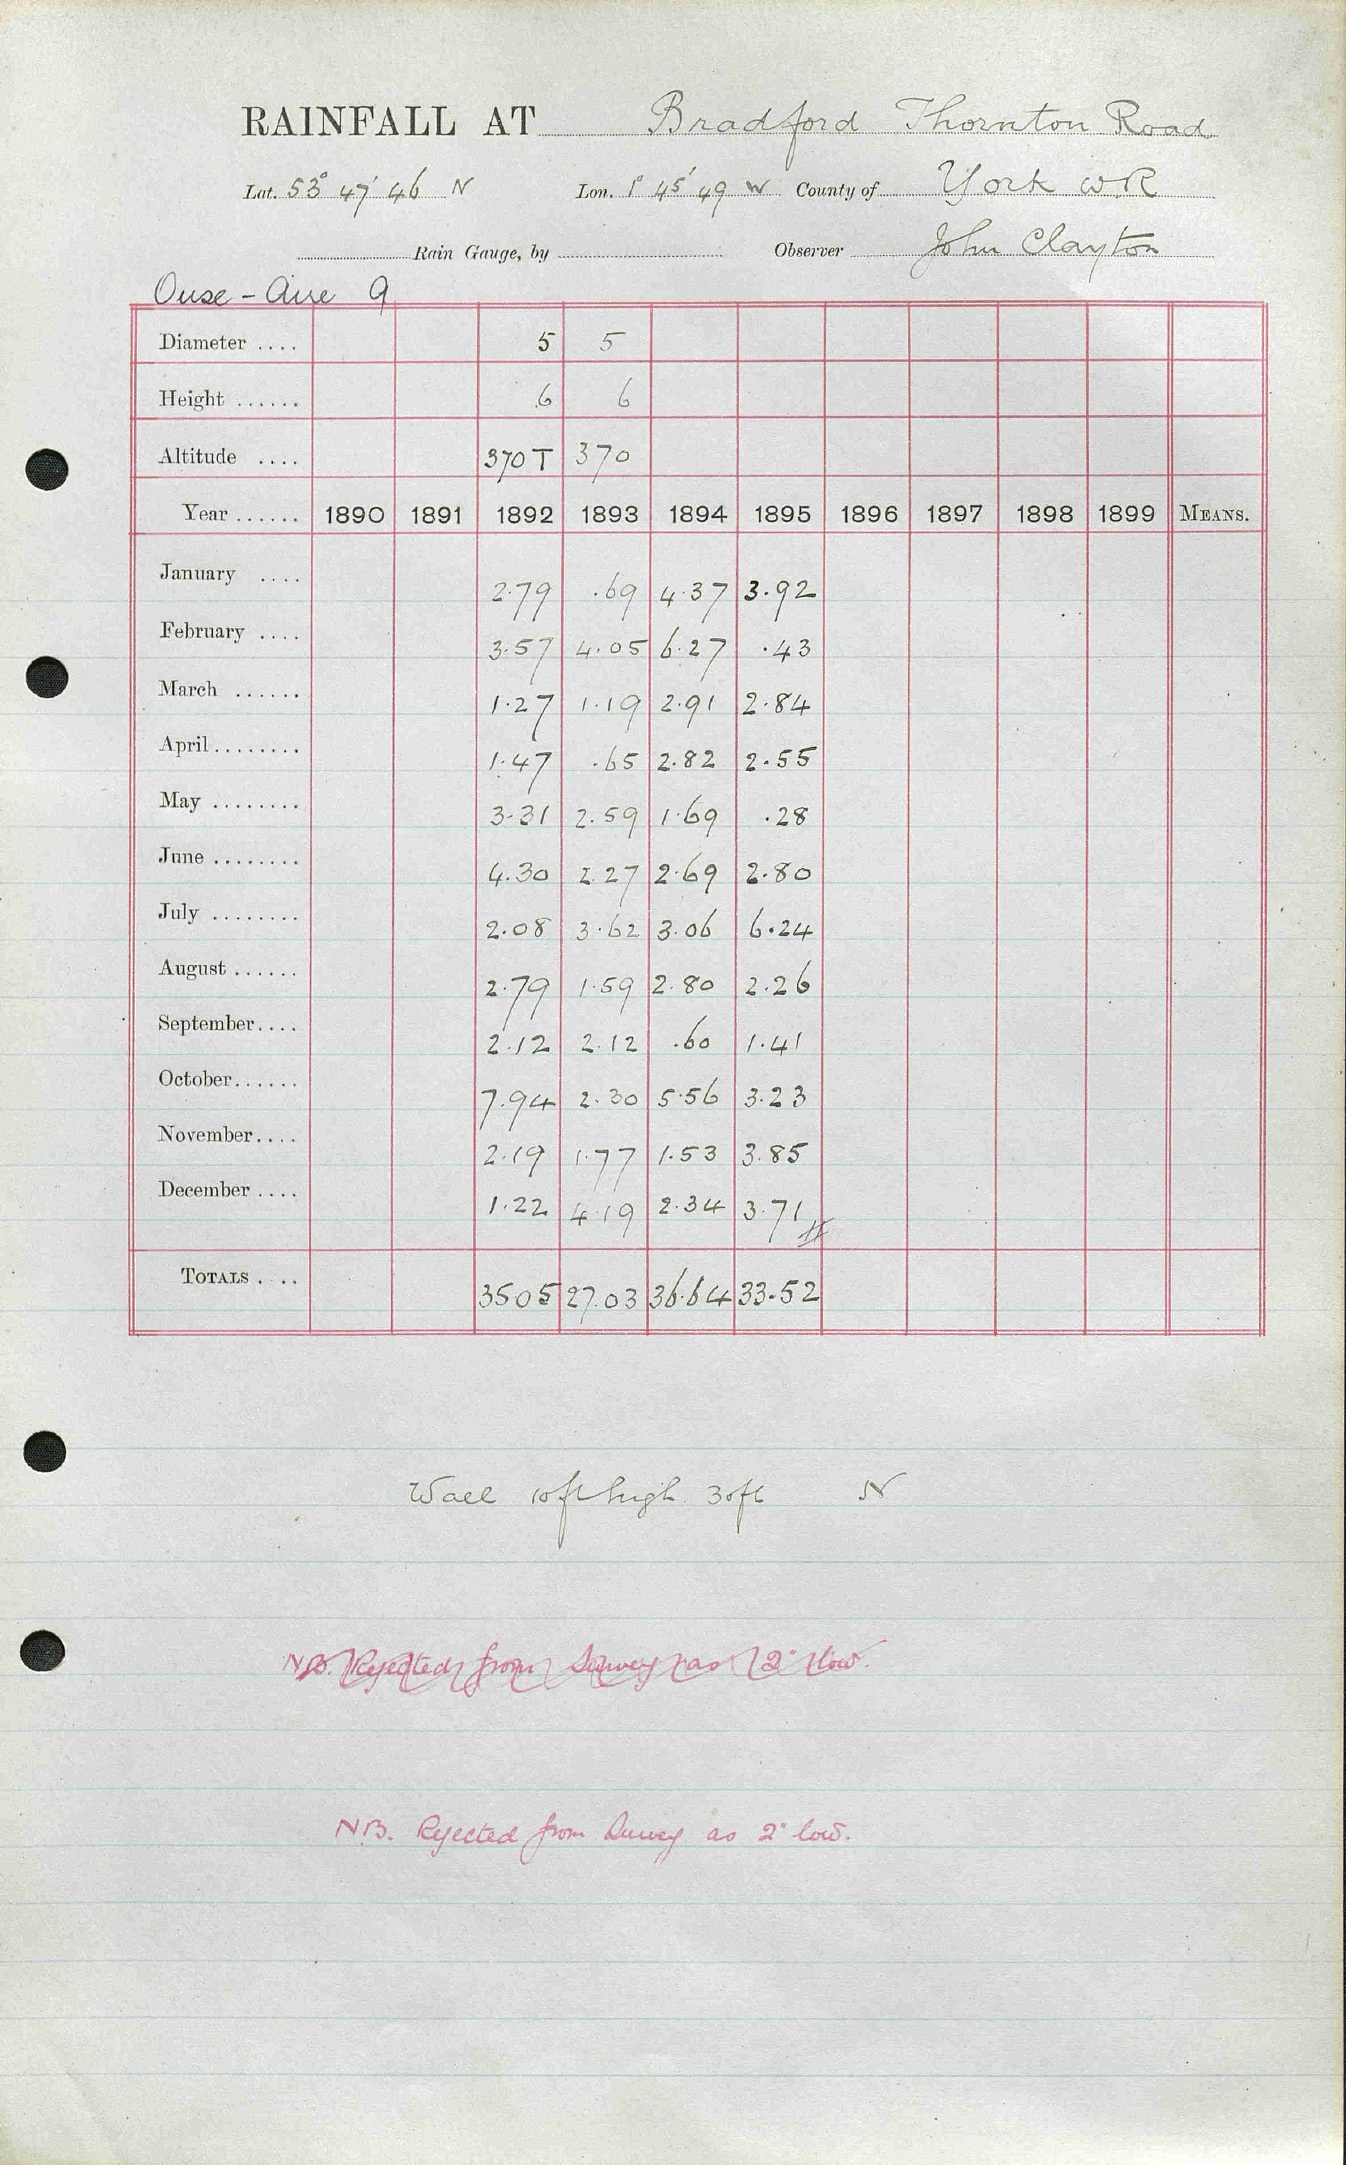 RAINFALL AT Bradford Thornton Road
Lat. 53° 47' 46 N Lon. 1° 45' 49 W County of York W.R
Rain Gauge, by Observer John Clayton
Ouse - Aire 9
Diameter .... 5 5
Height ...... 6 6
Altitude .... 370 T 370
Year ...... 1890 1891 1892 1893 1894 1895 1896 1897 1898 1899 MEANS.
January .... 2.79 .69 4.37 3.92
February .... 3.57 4.05 6.27 .43
March ...... 1.27 1.19 2.91 2.84
April ........ 1.47 .65 2.82 2.55
May ........ 3.31 2.59 1.69 .28
June ........ 4.30 2.27 2.69 2.80
July ........ 2.08 3.62 3.06 6.24
August ...... 2.79 1.59 2.80 2.26
September.... 2.12 2.12 .60 1.41
October...... 7.94 2.30 5.56 3.23
November.... 2.19 1.77 1.53 3.85
December .... 1.22 4.19 2.34 3.71 //
TOTALS .... 35.05 27.03 36.64 33.52
Wall 10ft high 30ft N
N.B. Rejected from Survey as 2" low.
N.B. Rejected from Survey as 2" low.